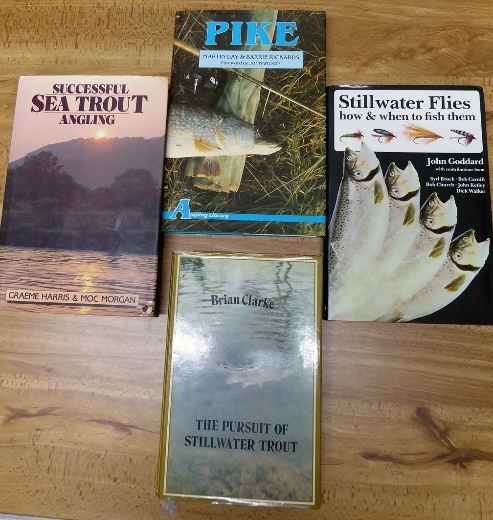 SUCCESSFUL
SEA TROUT
ANGLING
GRAEME HARRIS & MOC MORGAN
PIKE
MARTIN GAY & BARRIE RICKARDS
Foreword by
Angling Library
Stillwater Flies
how & when to fish them
John Goddard
with contributions from
Syd Brock · Bob Carnill
Bob Church · John Ketley
Dick Walker
Brian Clarke
THE PURSUIT OF
STILLWATER TROUT